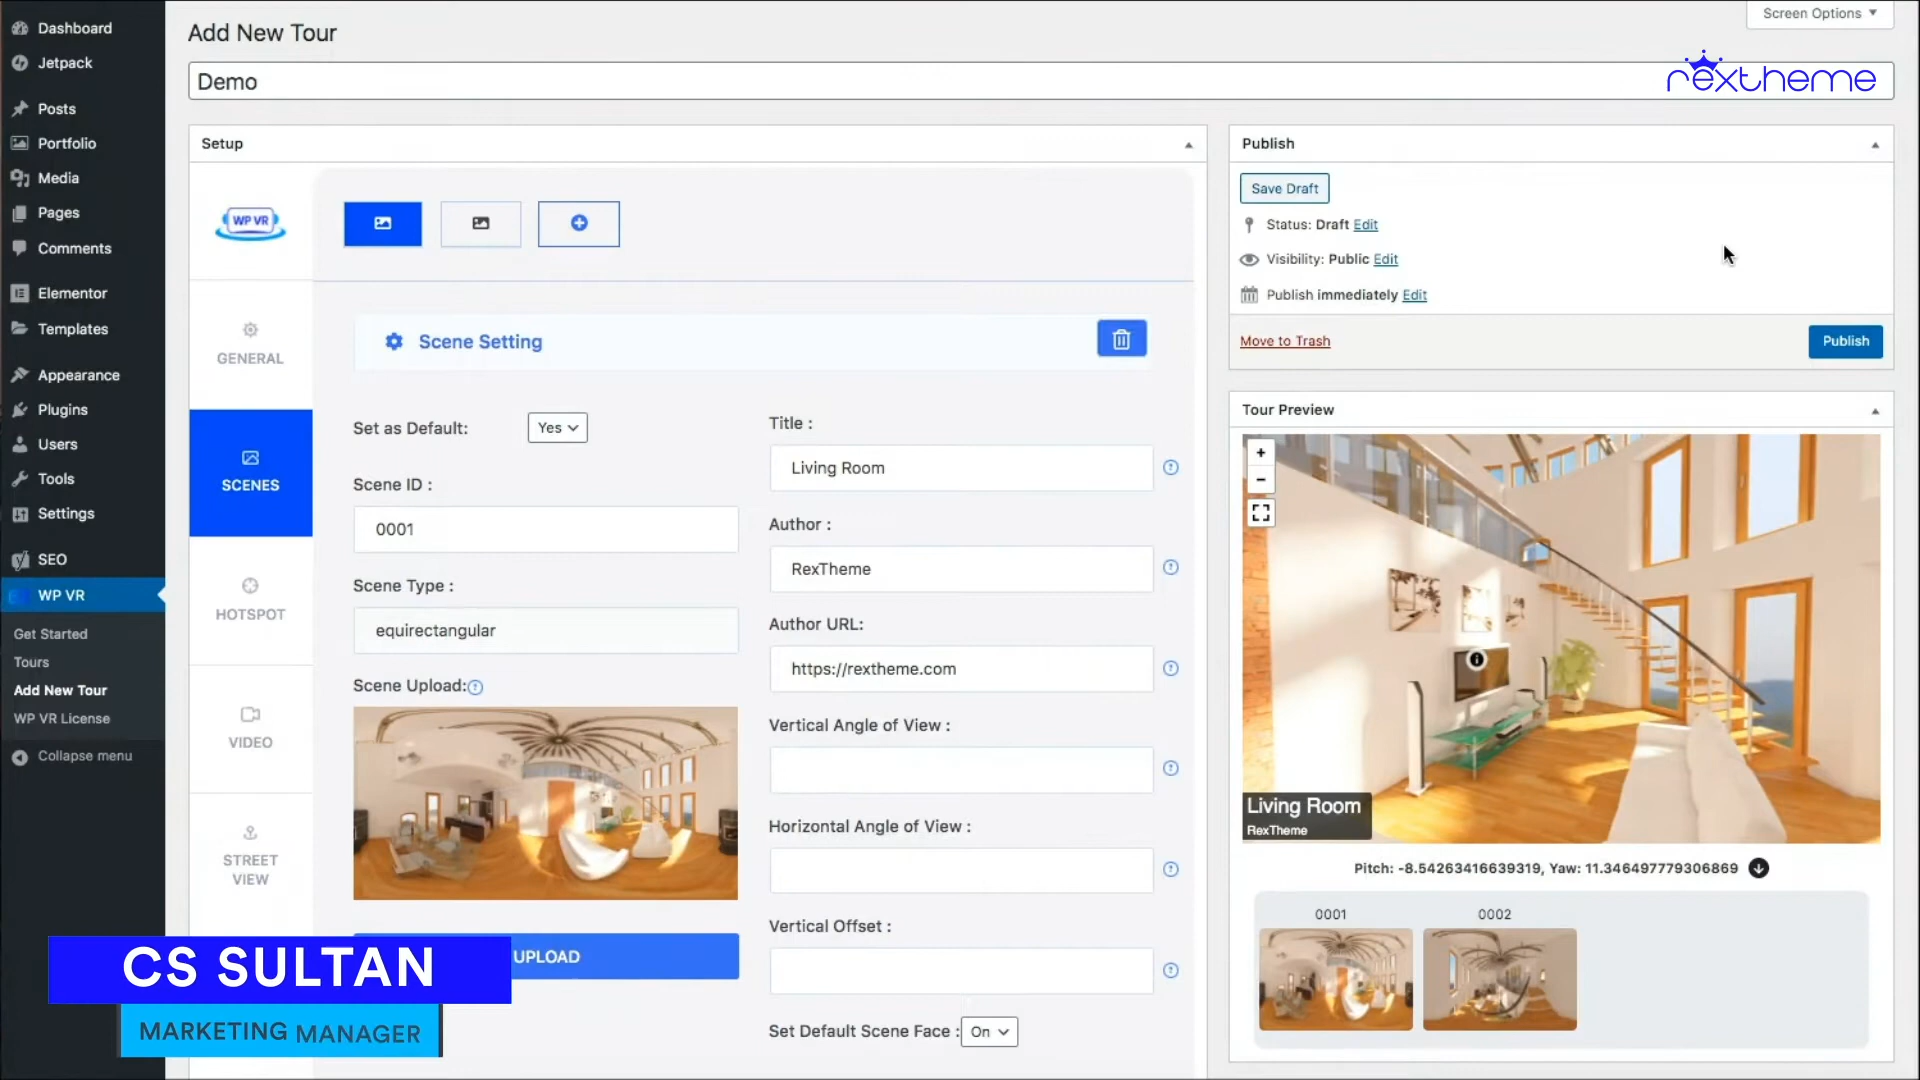 Dashboard
Jetpack
Posts
Portfolio
Media
Pages
Comments
Elementor
Templates
Appearance
Plugins
Users
Tools
Settings
SEO
WP VR
Get Started
Tours
Add New Tour
WP VR License
Collapse menu
Screen Options
Add New Tour
Demo
rextheme
Setup
WP VR
GENERAL
SCENES
HOTSPOT
VIDEO
STREET
VIEW
Scene Setting
Set as Default:
Yes
Scene ID :
0001
Scene Type :
equirectangular
Scene Upload:
UPLOAD
Title :
Living Room
Author :
RexTheme
Author URL:
https://rextheme.com
Vertical Angle of View :
Horizontal Angle of View :
Vertical Offset :
Set Default Scene Face :
On
Publish
Save Draft
Status: Draft Edit
Visibility: Public Edit
Publish immediately Edit
Move to Trash
Publish
Tour Preview
+
−
Living Room
RexTheme
Pitch: -8.54263416639319, Yaw: 11.346497779306869
0001
0002
CS SULTAN
MARKETING MANAGER